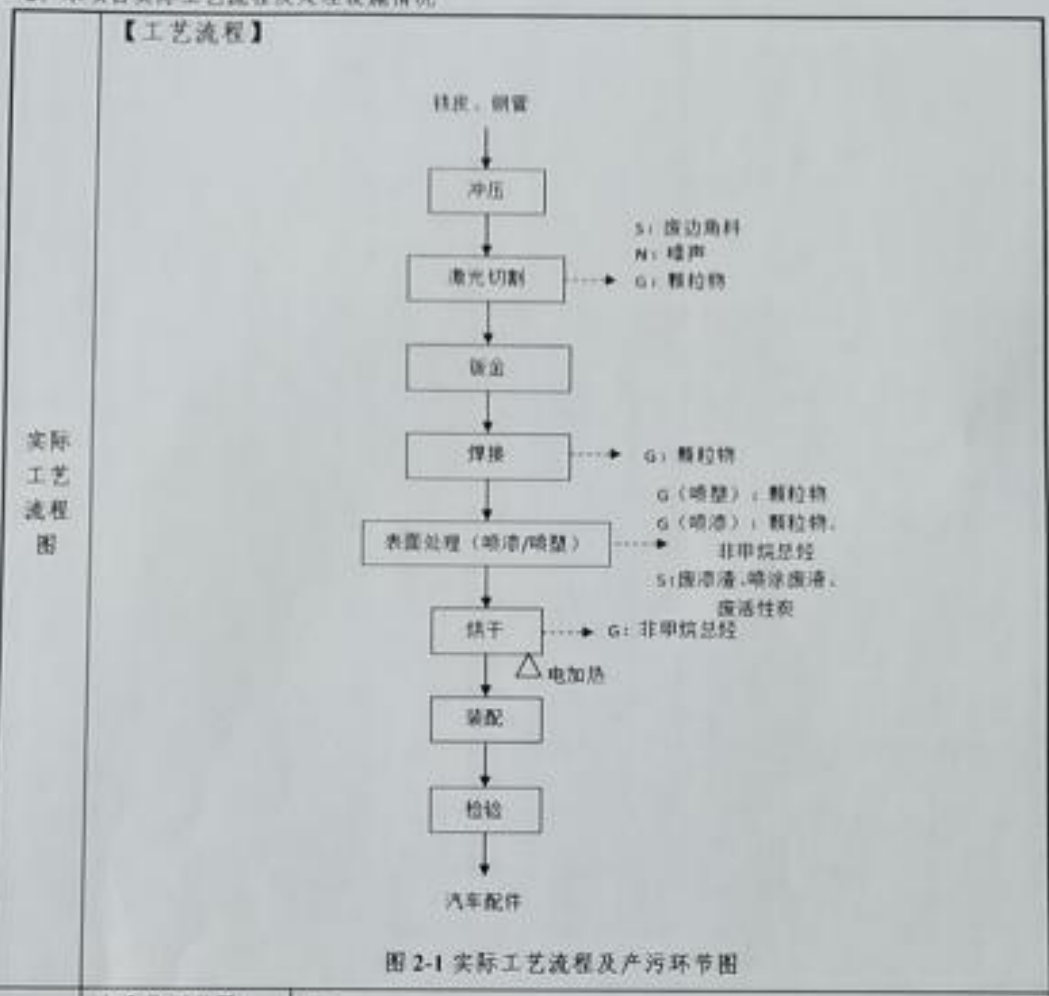 【工艺流程】
铁皮、钢管
冲压
S：废边角料
N：噪声
激光切割
G：颗粒物
钣金
实际
工艺
流程
图
焊接
G：颗粒物
G（喷塑）：颗粒物
G（喷漆）：颗粒物、
非甲烷总烃
表面处理（喷漆/喷塑）
S：废漆渣、喷涂废液、
废活性炭
烘干
G：非甲烷总烃
电加热
装配
检验
汽车配件
图 2-1 实际工艺流程及产污环节图